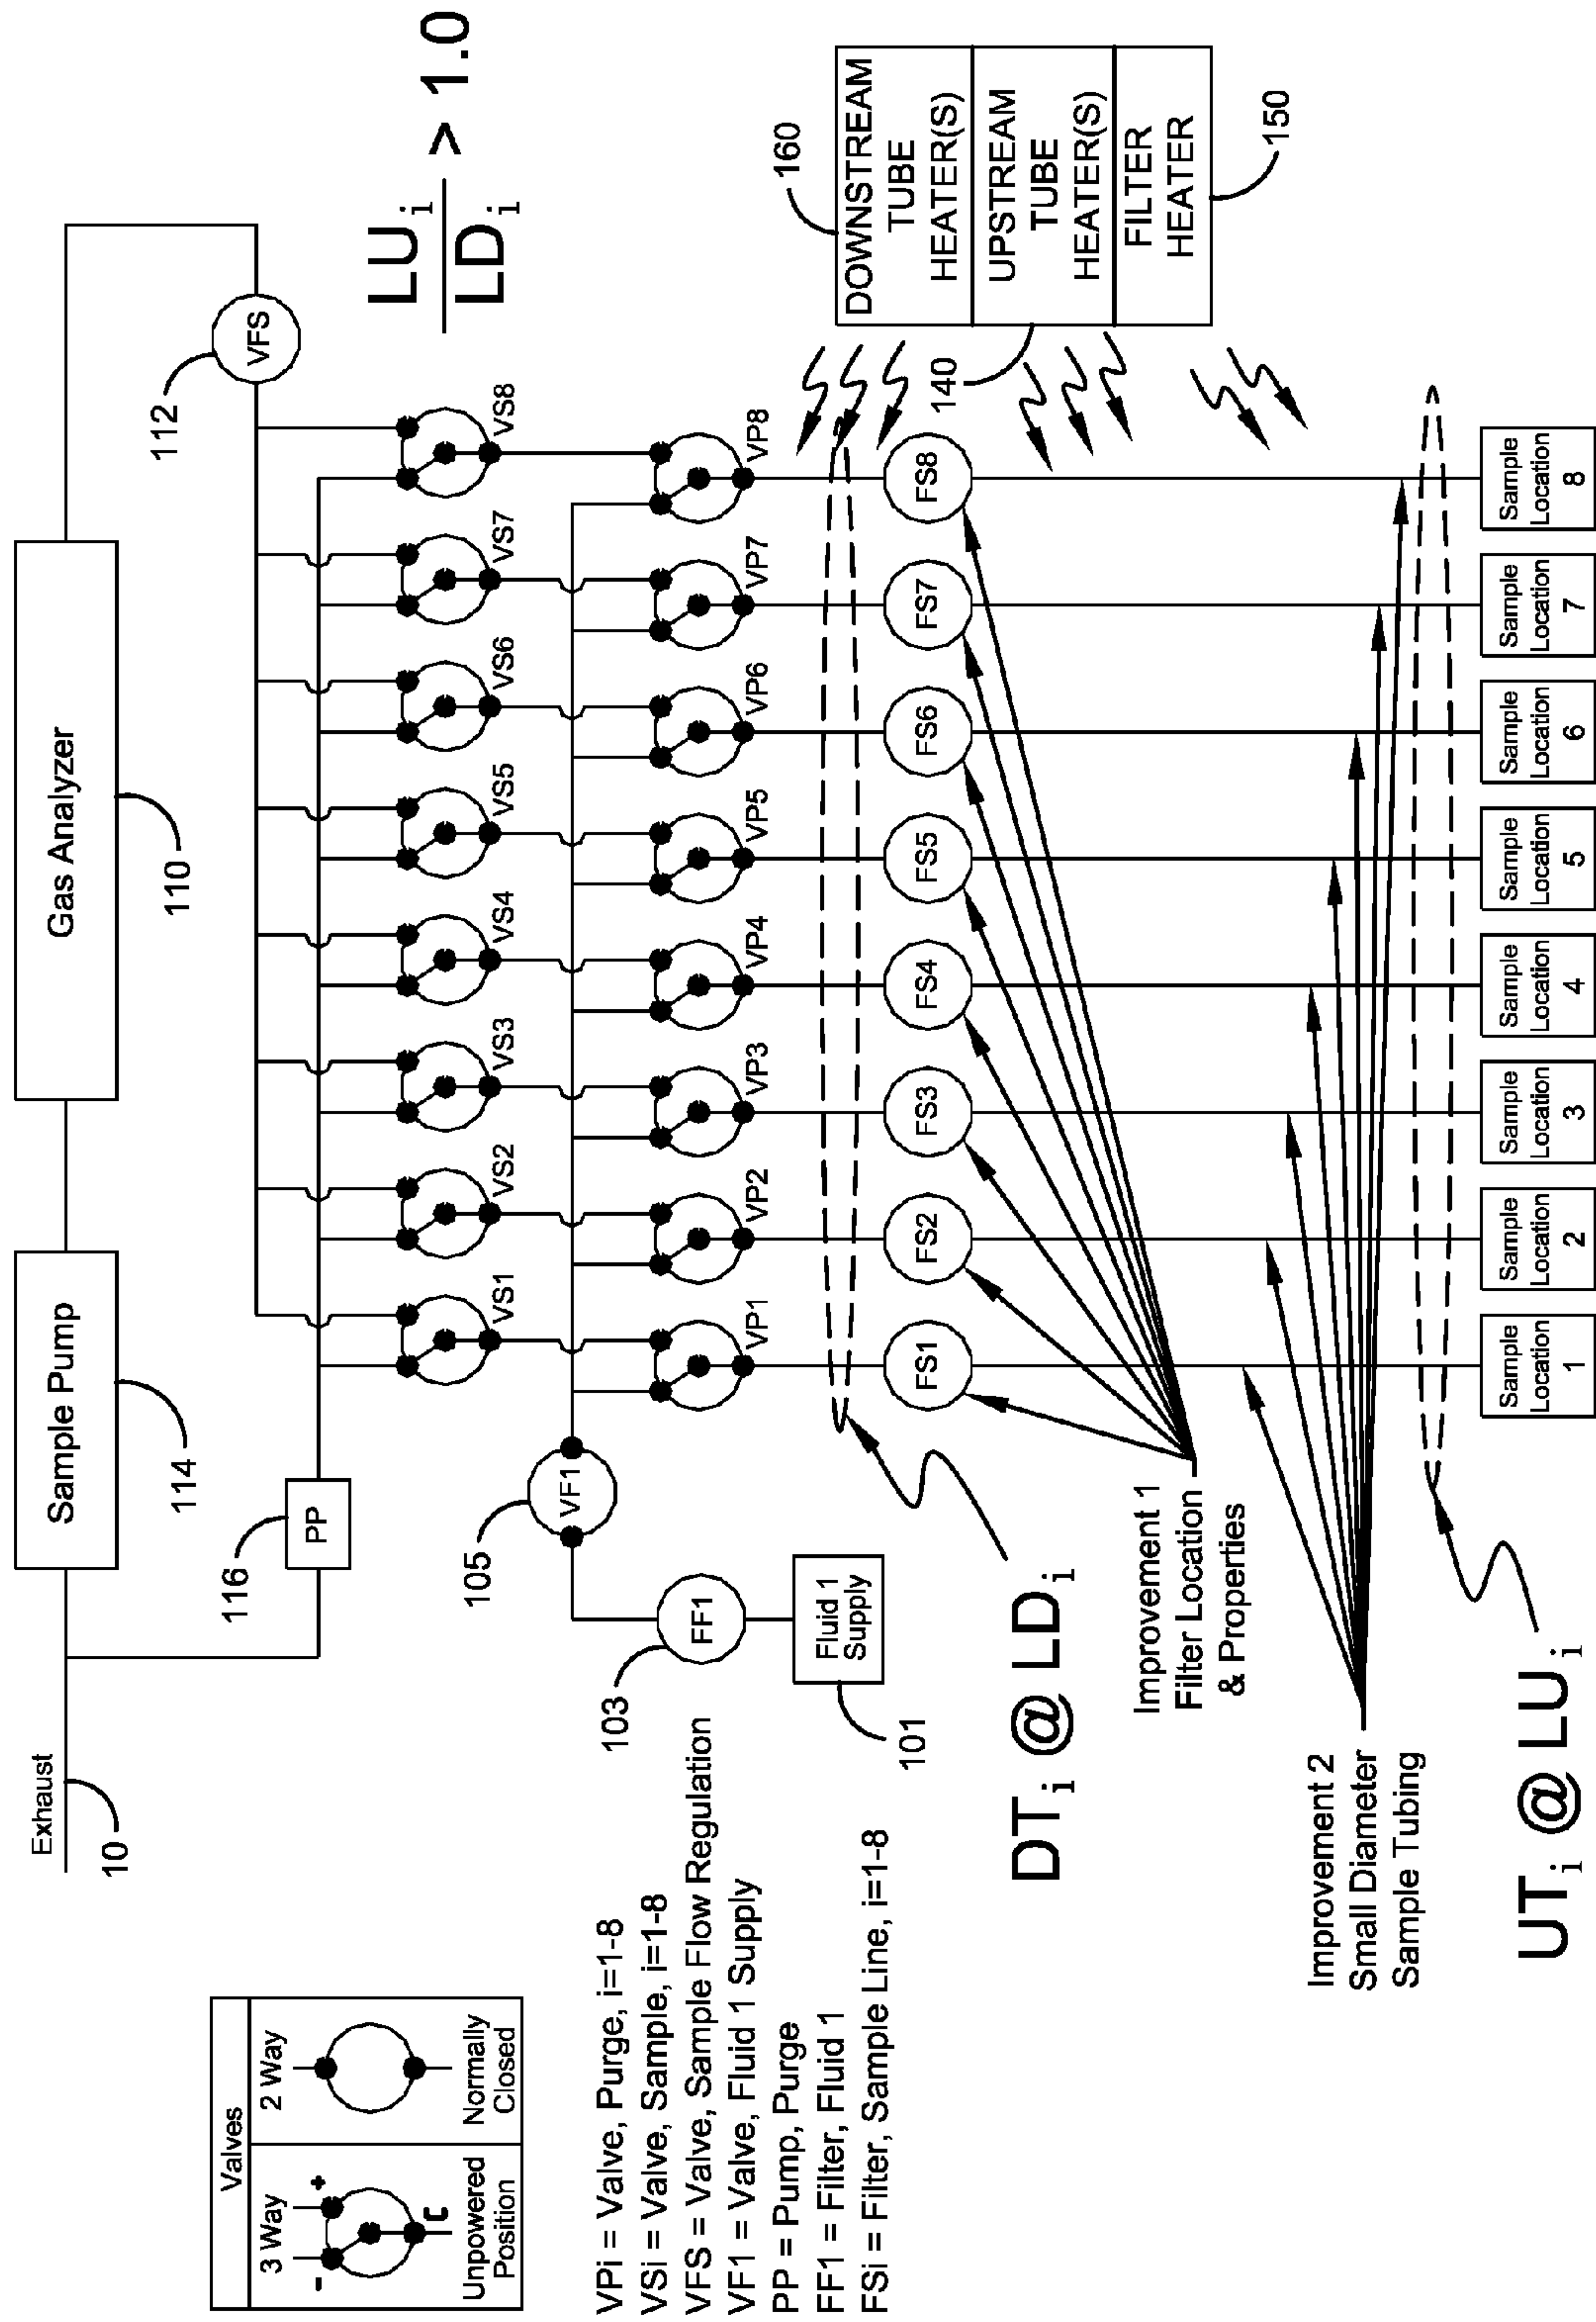 Exhaust
10
Sample Pump
114
Gas Analyzer
110
116
PP
112
VFS
LUi
LDi
> 1.0
VS1
VS2
VS3
VS4
VS5
VS6
VS7
VS8
105
VF1
VP1
VP2
VP3
VP4
VP5
VP6
VP7
VP8
103
FF1
Fluid 1
Supply
101
FS1
FS2
FS3
FS4
FS5
FS6
FS7
FS8
160
DOWNSTREAM
TUBE
HEATER(S)
UPSTREAM
TUBE
HEATER(S)
FILTER
HEATER
140
150
Valves
3 Way
2 Way
-
+
C
Unpowered
Position
Normally
Closed
VPi = Valve, Purge, i=1-8
VSi = Valve, Sample, i=1-8
VFS = Valve, Sample Flow Regulation
VF1 = Valve, Fluid 1 Supply
PP = Pump, Purge
FF1 = Filter, Fluid 1
FSi = Filter, Sample Line, i=1-8
DTi @ LDi
Improvement 1
Filter Location
& Properties
Improvement 2
Small Diameter
Sample Tubing
UTi @ LUi
Sample
Location
1
Sample
Location
2
Sample
Location
3
Sample
Location
4
Sample
Location
5
Sample
Location
6
Sample
Location
7
Sample
Location
8